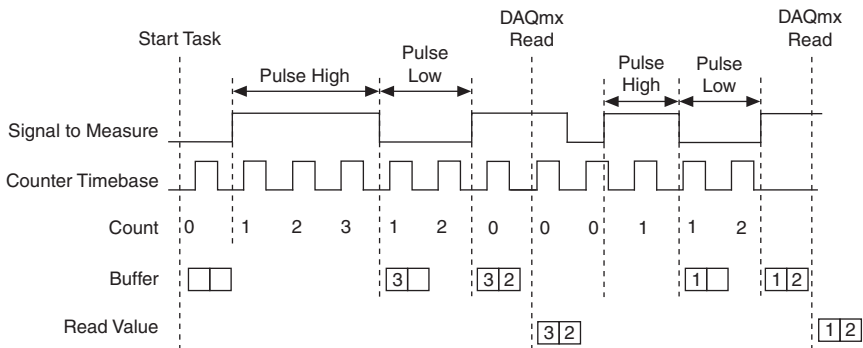 Start Task
DAQmx
Read
DAQmx
Read
Pulse High
Pulse
Low
Pulse
High
Pulse
Low
Signal to Measure
Counter Timebase
Count 0 1 2 3 1 2 0 0 0 1 1 2
Buffer 3 3 2 1 1 2
Read Value 3 2 1 2